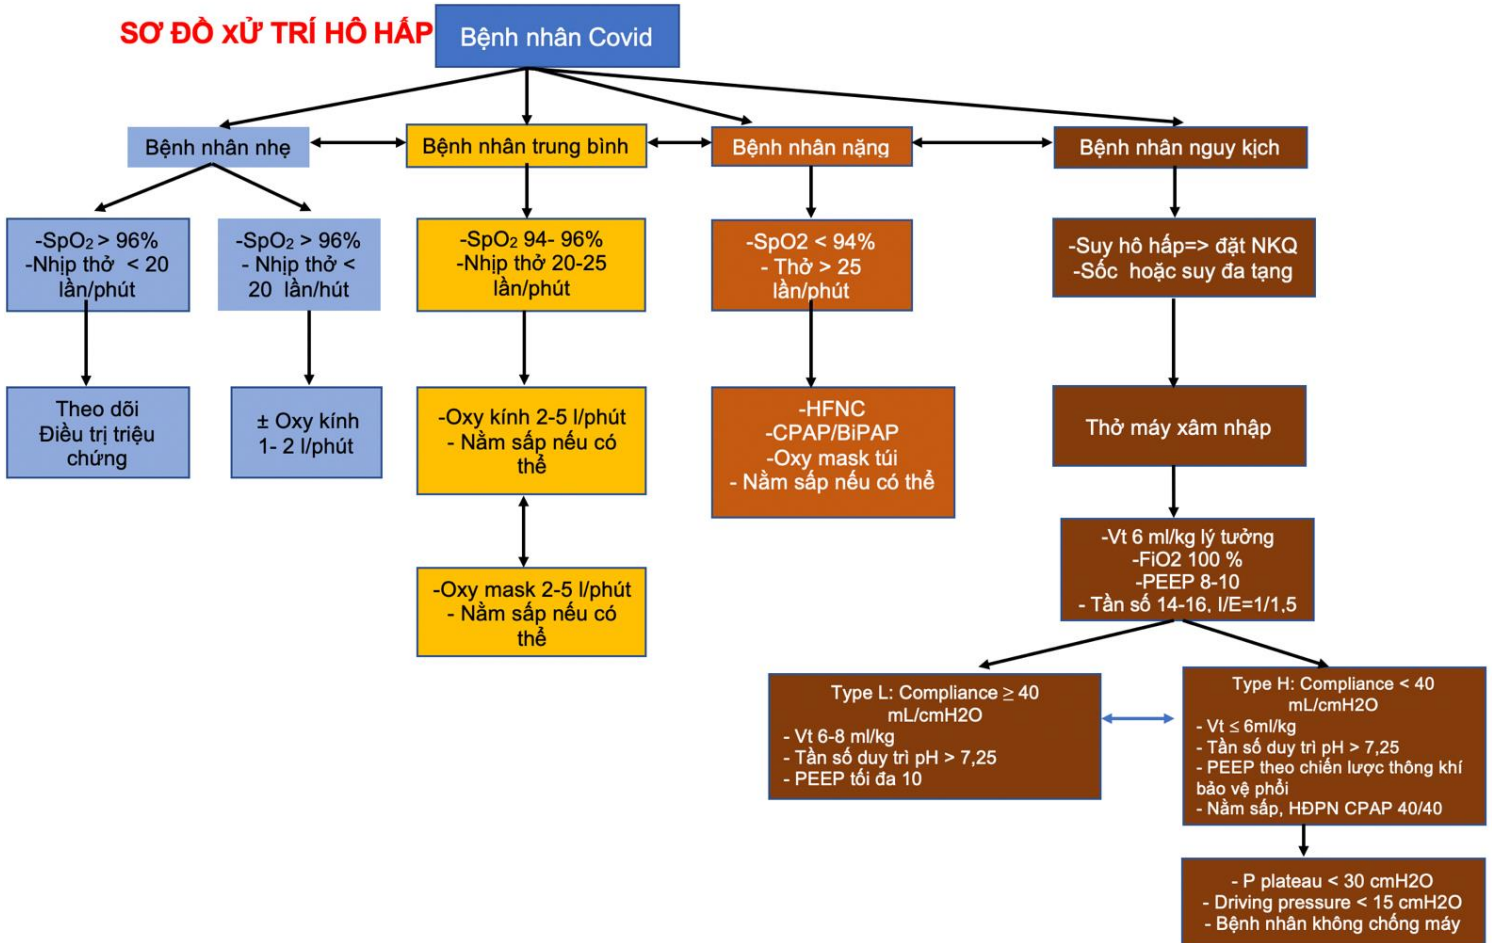 SƠ ĐỒ XỬ TRÍ HÔ HẤP
Bệnh nhân Covid
Bệnh nhân nhẹ
Bệnh nhân trung bình
Bệnh nhân nặng
Bệnh nhân nguy kịch
-SpO₂ > 96%
-Nhịp thở < 20
lần/phút
-SpO₂ > 96%
- Nhịp thở <
20 lần/hút
-SpO₂ 94- 96%
-Nhịp thở 20-25
lần/phút
-SpO2 < 94%
- Thở > 25
lần/phút
-Suy hô hấp=> đặt NKQ
-Sốc hoặc suy đa tạng
Theo dõi
Điều trị triệu
chứng
± Oxy kính
1- 2 l/phút
-Oxy kính 2-5 l/phút
- Nằm sấp nếu có
thể
-HFNC
-CPAP/BiPAP
-Oxy mask túi
- Nằm sấp nếu có thể
Thở máy xâm nhập
-Oxy mask 2-5 l/phút
- Nằm sấp nếu có
thể
-Vt 6 ml/kg lý tưởng
-FiO2 100 %
-PEEP 8-10
- Tần số 14-16, I/E=1/1,5
Type L: Compliance ≥ 40
mL/cmH2O
- Vt 6-8 ml/kg
- Tần số duy trì pH > 7,25
- PEEP tối đa 10
Type H: Compliance < 40
mL/cmH2O
- Vt ≤ 6ml/kg
- Tần số duy trì pH > 7,25
- PEEP theo chiến lược thông khí
bảo vệ phổi
- Nằm sấp, HĐPN CPAP 40/40
- P plateau < 30 cmH2O
- Driving pressure < 15 cmH2O
- Bệnh nhân không chống máy